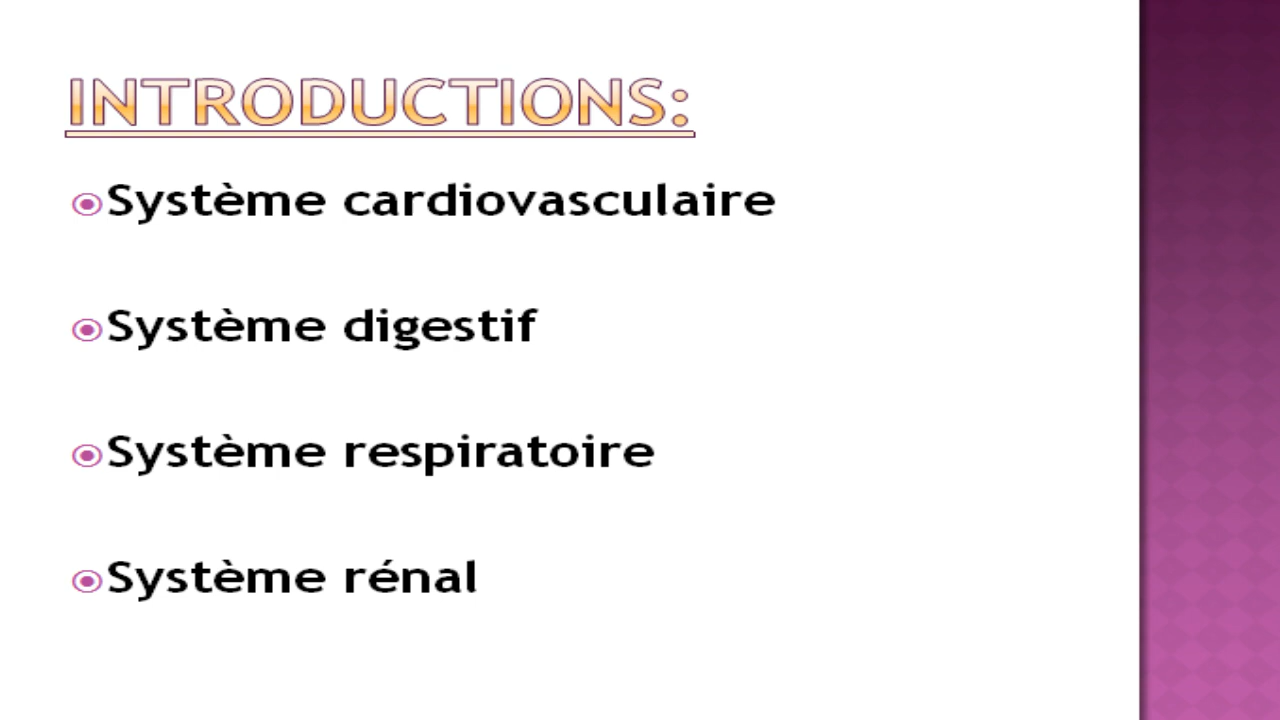 INTRODUCTIONS:
Système cardiovasculaire
Système digestif
Système respiratoire
Système rénal